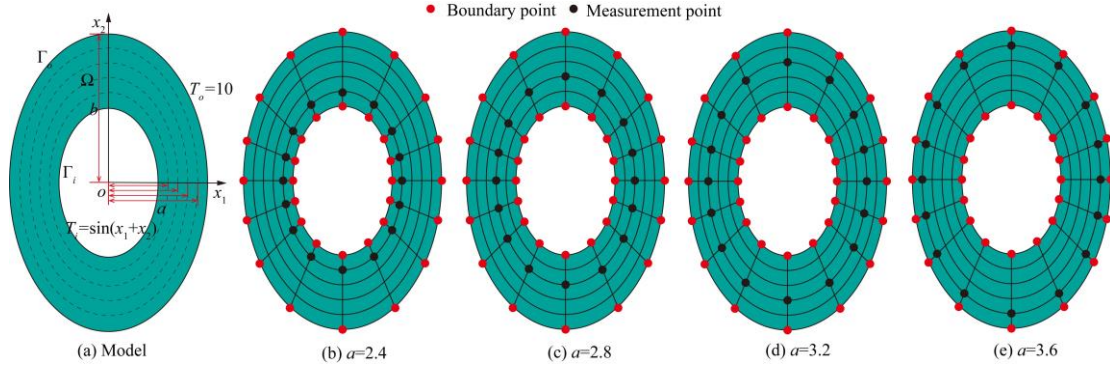 Boundary point Measurement point
x₂
Γₒ
Ω
Tₒ=10
b
Γᵢ
o
x₁
a
Tᵢ=sin(x₁+x₂)
(a) Model
(b) a=2.4
(c) a=2.8
(d) a=3.2
(e) a=3.6